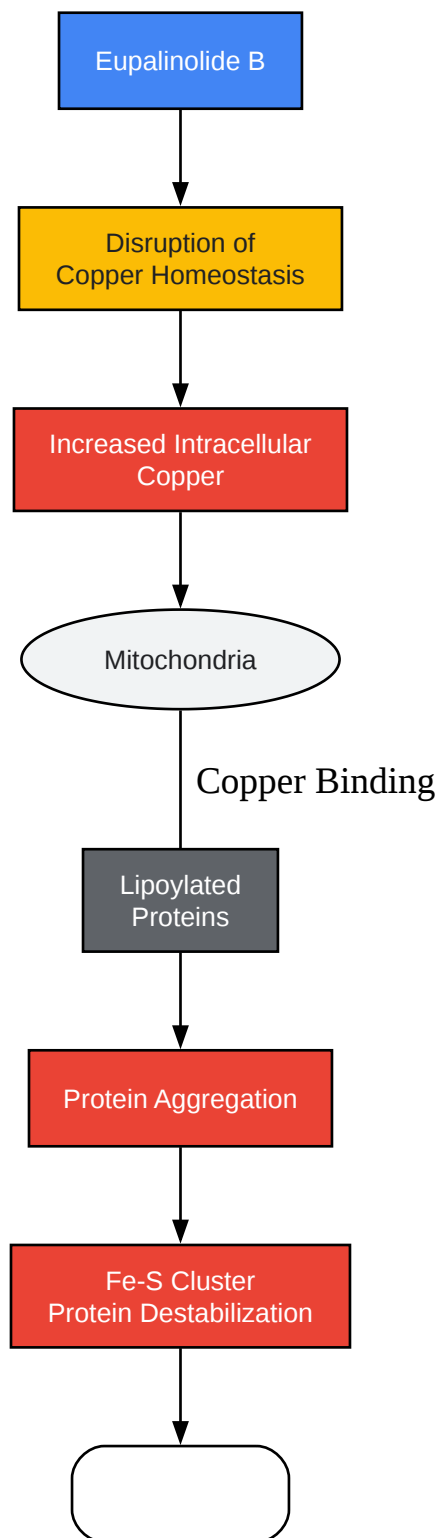 Eupalinolide B
Disruption of
Copper Homeostasis
Increased Intracellular
Copper
Mitochondria
Copper Binding
Lipoylated
Proteins
Protein Aggregation
Fe-S Cluster
Protein Destabilization